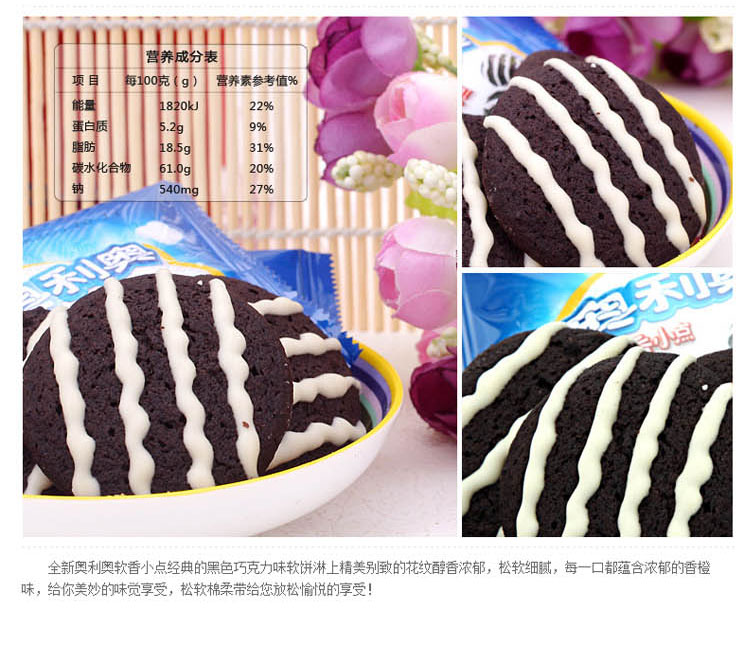 营养成分表
项 目 每100克（g） 营养素参考值%
能量 1820kJ 22%
蛋白质 5.2g 9%
脂肪 18.5g 31%
碳水化合物 61.0g 20%
钠 540mg 27%
利奥
奥利奥
香小点
全新奥利奥软香小点经典的黑色巧克力味软饼淋上精美别致的花纹醇香浓郁，松软细腻，每一口都蕴含浓郁的香橙
味，给你美妙的味觉享受，松软棉柔带给您放松愉悦的享受！